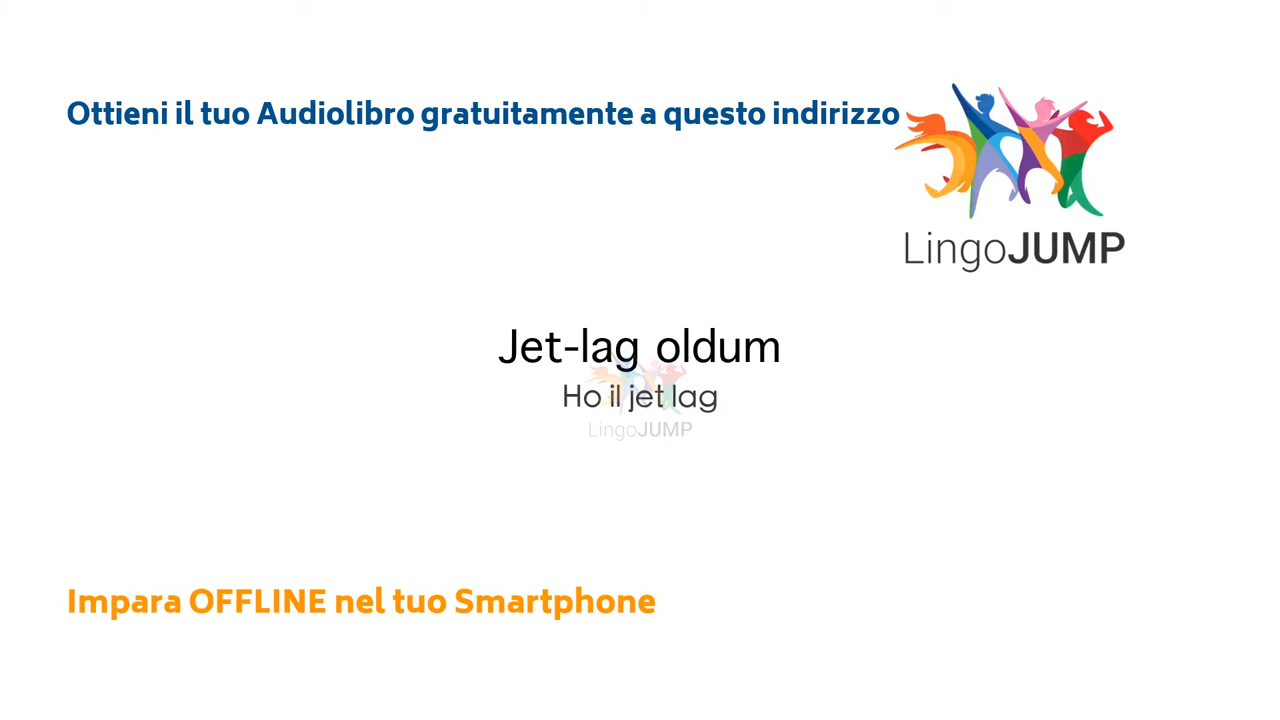 Ottieni il tuo Audiolibro gratuitamente a questo indirizzo
LingoJUMP
Jet-lag oldum
Ho il jet lag
LingoJUMP
Impara OFFLINE nel tuo Smartphone